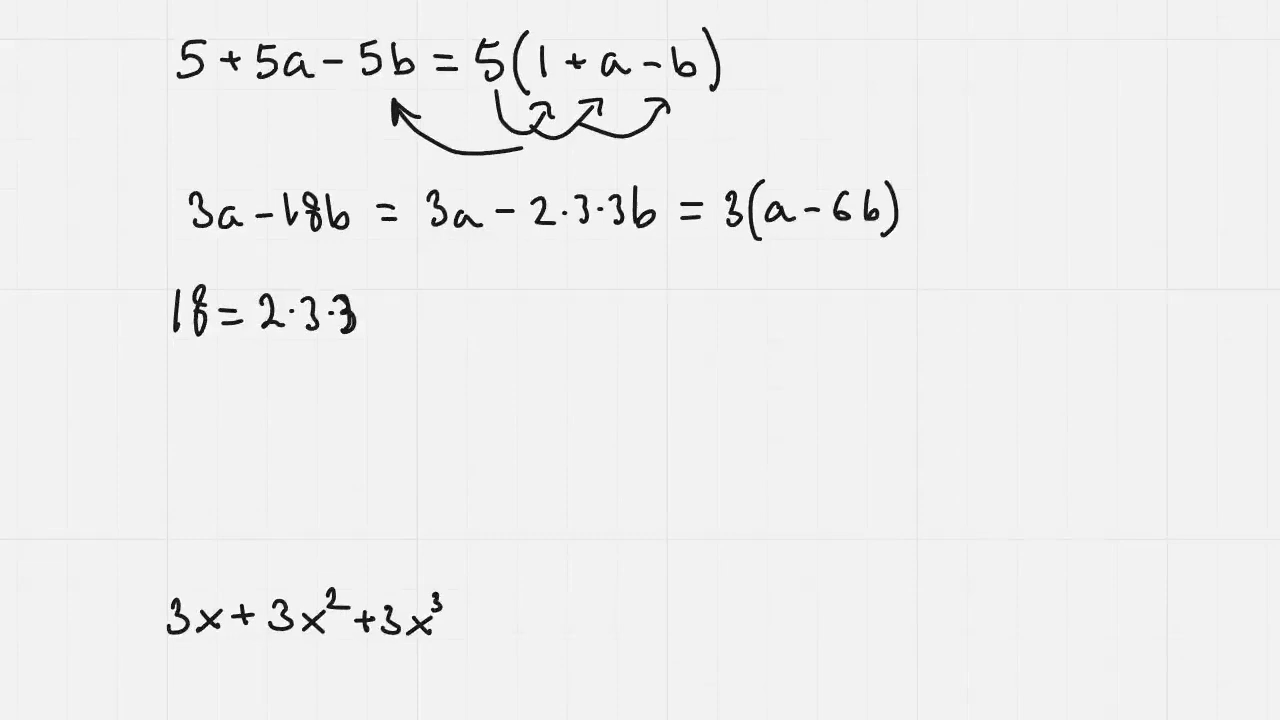 5 + 5a - 5b = 5(1 + a - b)
3a - 18b = 3a - 2·3·3b = 3(a - 6b)
18 = 2·3·3
3x + 3x² + 3x³